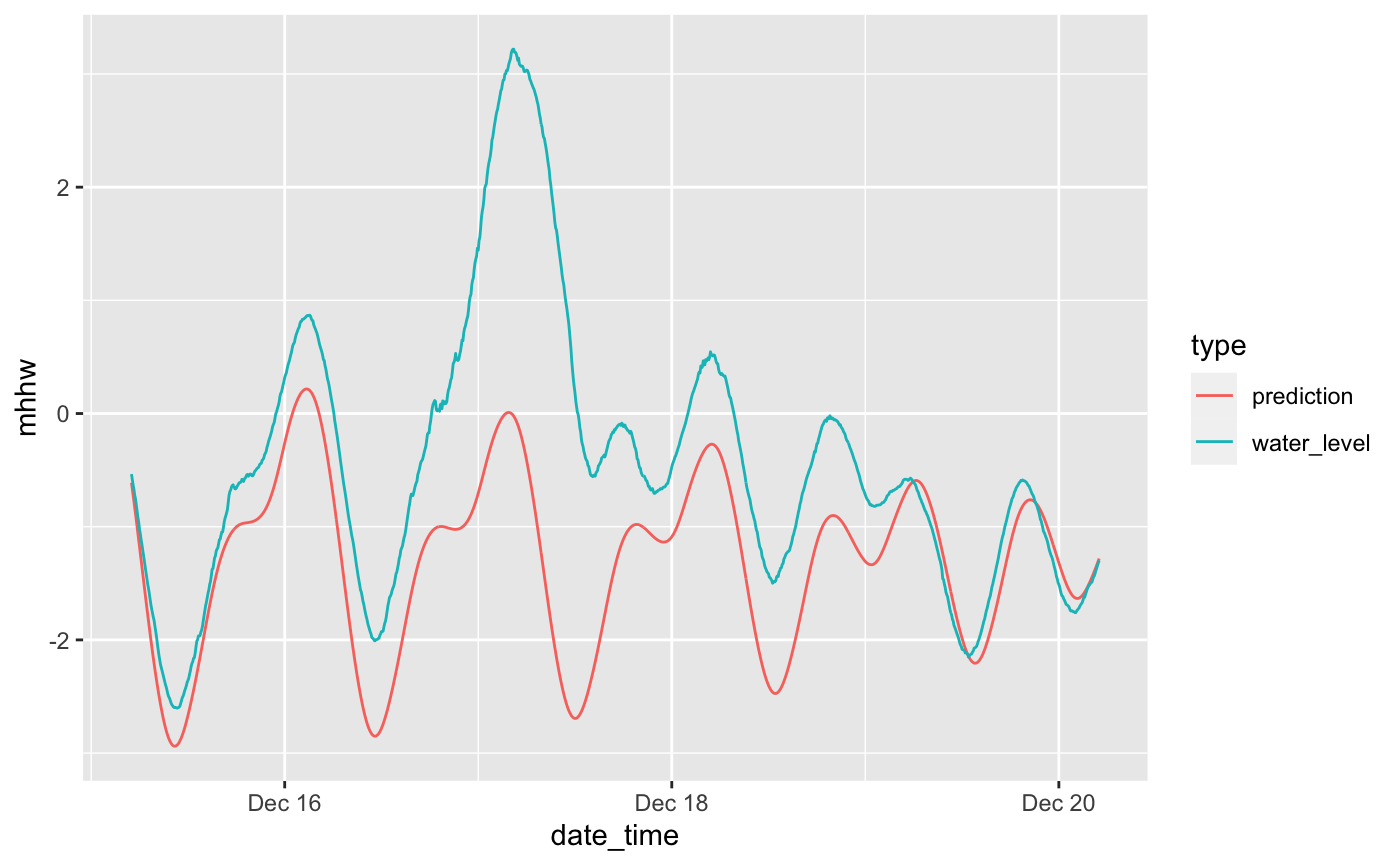 mhhw
2
0
-2
Dec 16
Dec 18
Dec 20
date_time
type
prediction
water_level